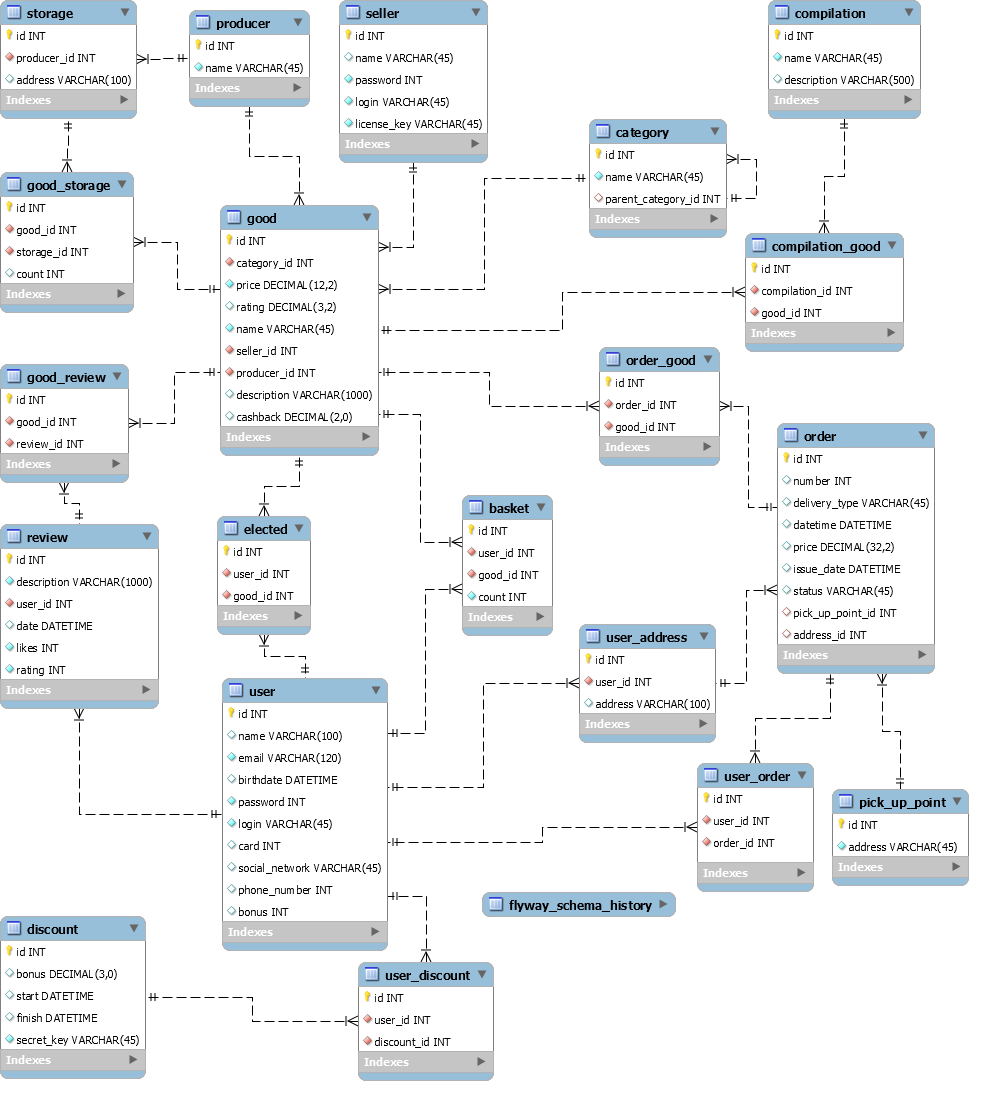 storage
id INT
producer_id INT
address VARCHAR(100)
Indexes
producer
id INT
name VARCHAR(45)
Indexes
seller
id INT
name VARCHAR(45)
password INT
login VARCHAR(45)
license_key VARCHAR(45)
Indexes
compilation
id INT
name VARCHAR(45)
description VARCHAR(500)
Indexes
category
id INT
name VARCHAR(45)
parent_category_id INT
Indexes
good_storage
id INT
good_id INT
storage_id INT
count INT
Indexes
good
id INT
category_id INT
price DECIMAL(12,2)
rating DECIMAL(3,2)
name VARCHAR(45)
seller_id INT
producer_id INT
description VARCHAR(1000)
cashback DECIMAL(2,0)
Indexes
compilation_good
id INT
compilation_id INT
good_id INT
Indexes
good_review
id INT
good_id INT
review_id INT
Indexes
order_good
id INT
order_id INT
good_id INT
Indexes
order
id INT
number INT
delivery_type VARCHAR(45)
datetime DATETIME
price DECIMAL(32,2)
issue_date DATETIME
status VARCHAR(45)
pick_up_point_id INT
address_id INT
Indexes
review
id INT
description VARCHAR(1000)
user_id INT
date DATETIME
likes INT
rating INT
Indexes
elected
id INT
user_id INT
good_id INT
Indexes
basket
id INT
user_id INT
good_id INT
count INT
Indexes
user_address
id INT
user_id INT
address VARCHAR(100)
Indexes
user
id INT
name VARCHAR(100)
email VARCHAR(120)
birthdate DATETIME
password INT
login VARCHAR(45)
card INT
social_network VARCHAR(45)
phone_number INT
bonus INT
Indexes
user_order
id INT
user_id INT
order_id INT
Indexes
pick_up_point
id INT
address VARCHAR(45)
Indexes
flyway_schema_history
discount
id INT
bonus DECIMAL(3,0)
start DATETIME
finish DATETIME
secret_key VARCHAR(45)
Indexes
user_discount
id INT
user_id INT
discount_id INT
Indexes